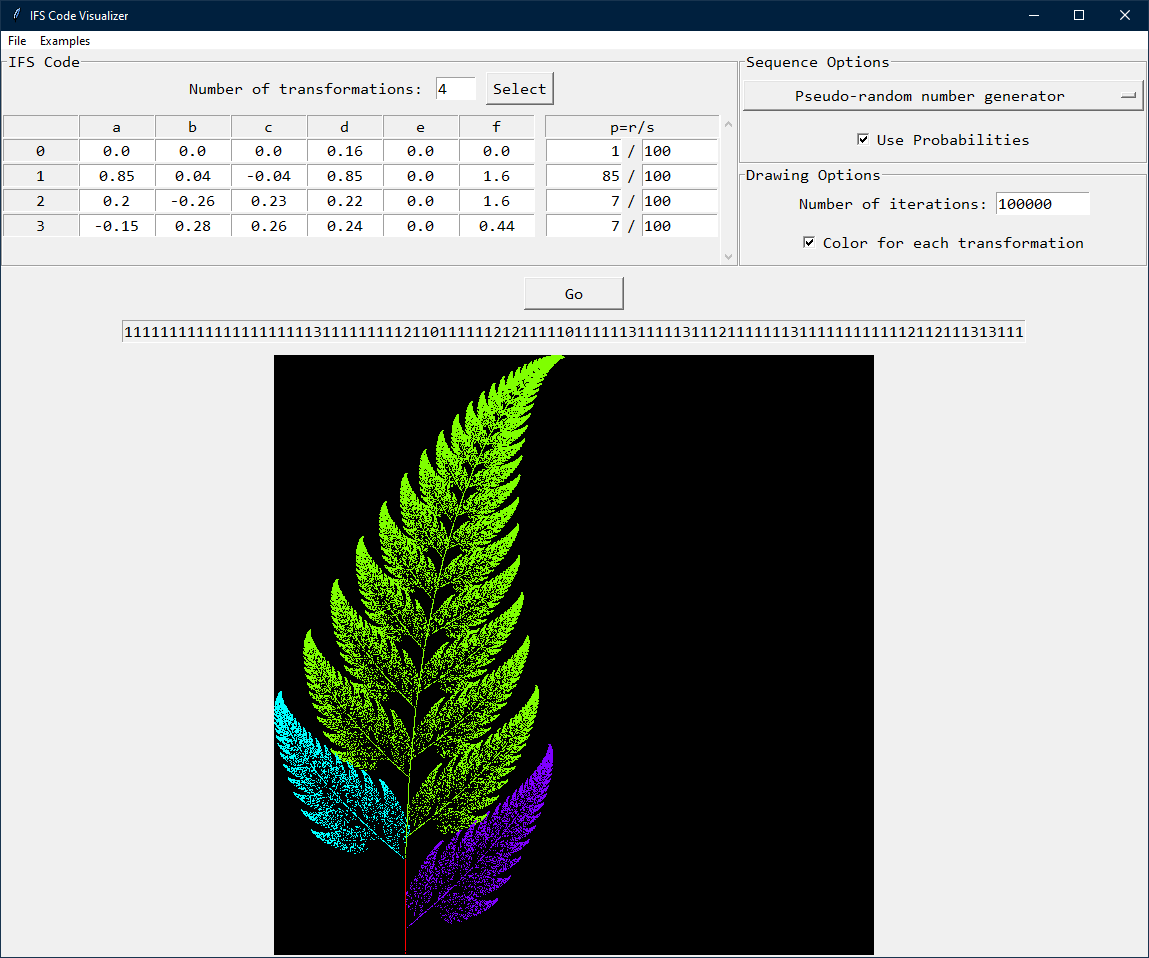 IFS Code Visualizer
File Examples
IFS Code
Number of transformations: 4 Select
a b c d e f p=r/s
0 0.0 0.0 0.0 0.16 0.0 0.0 1 / 100
1 0.85 0.04 -0.04 0.85 0.0 1.6 85 / 100
2 0.2 -0.26 0.23 0.22 0.0 1.6 7 / 100
3 -0.15 0.28 0.26 0.24 0.0 0.44 7 / 100
Sequence Options
Pseudo-random number generator
Use Probabilities
Drawing Options
Number of iterations: 100000
Color for each transformation
Go
1111111111111111111113111111111211011111121211111011111131111131112111111131111111111112112111313111